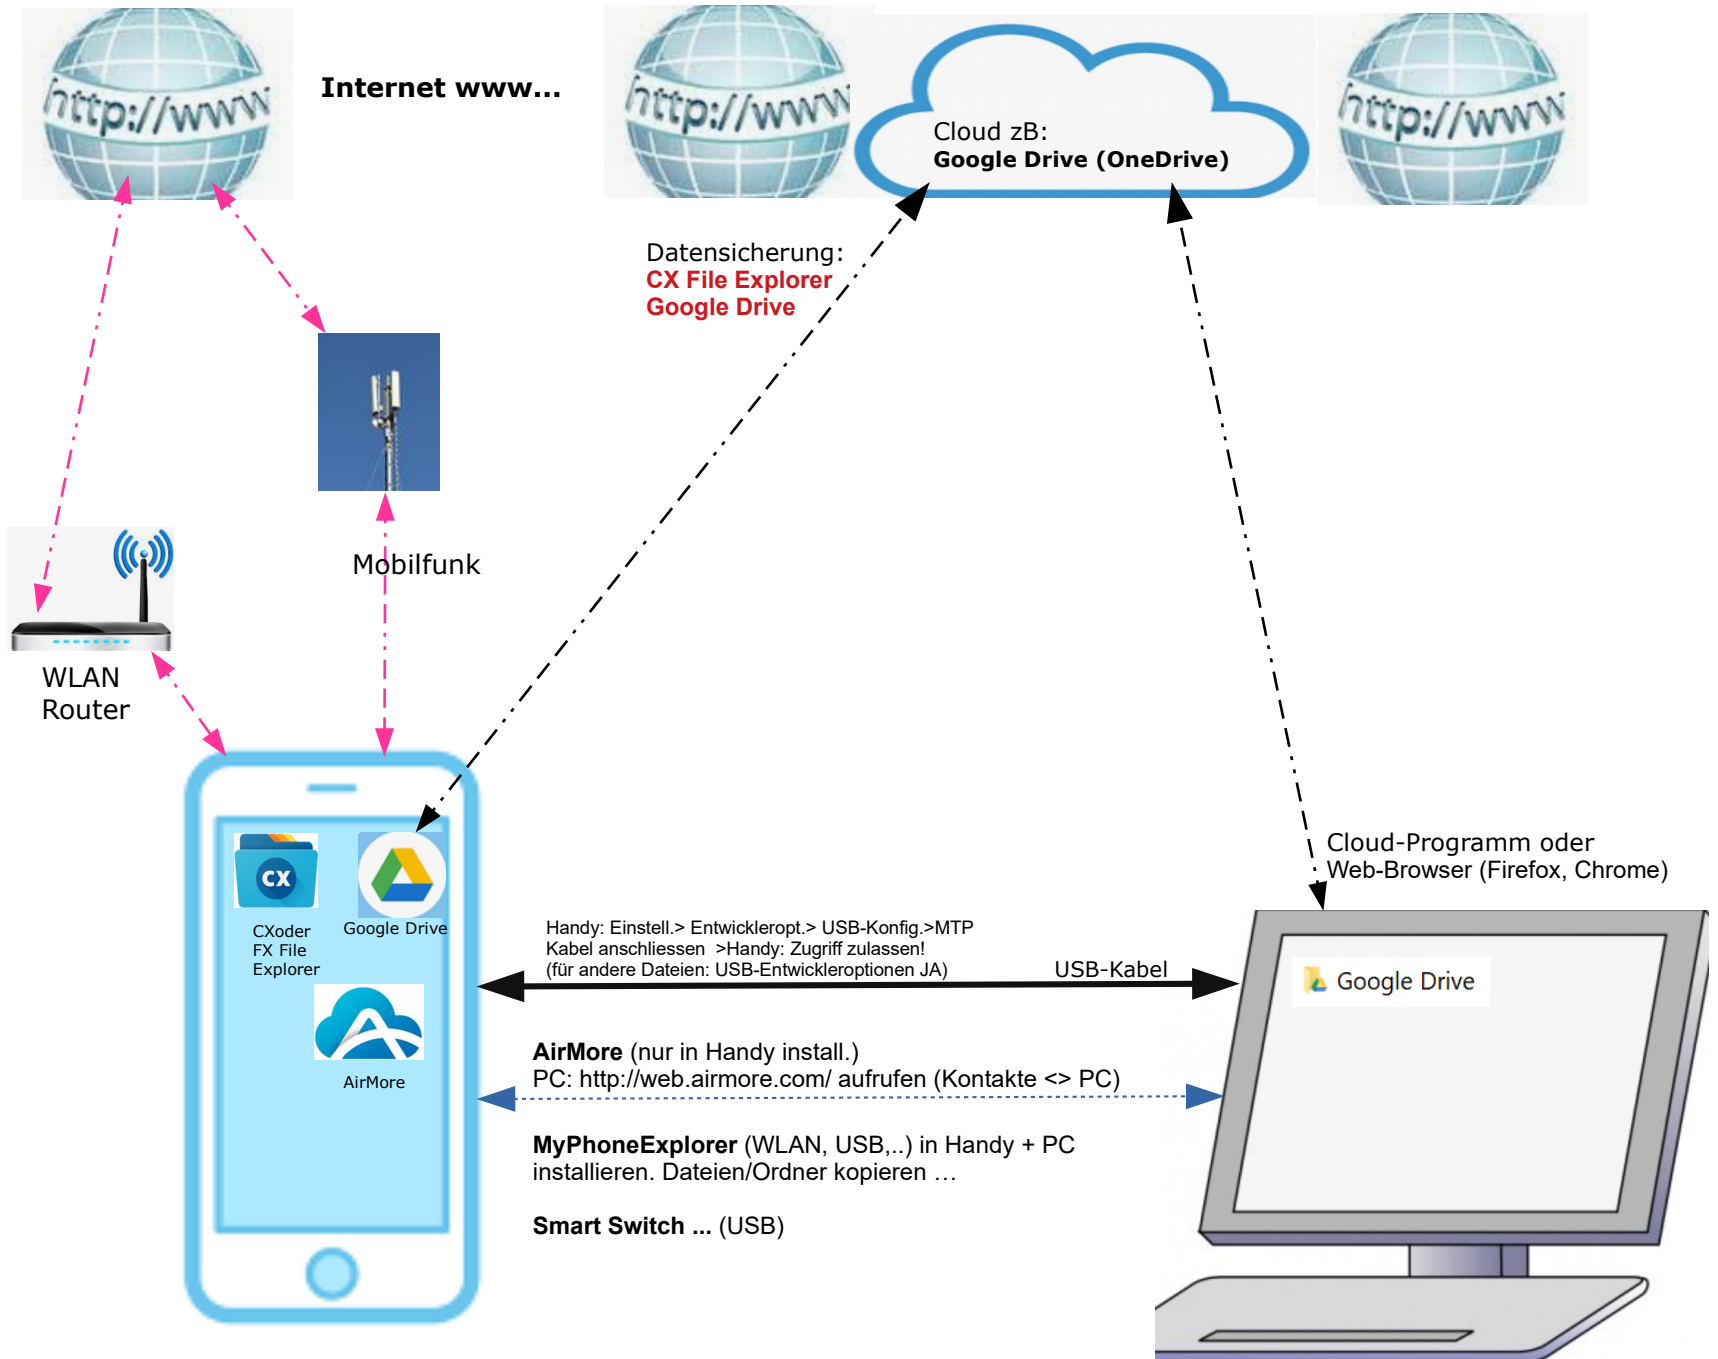 http://www
Internet www...
http://www
Cloud zB:
Google Drive (OneDrive)
http://www
Datensicherung:
CX File Explorer
Google Drive
Mobilfunk
WLAN
Router
CX
CXoder
FX File
Explorer
Google Drive
AirMore
Handy: Einstell.> Entwickleropt.> USB-Konfig.>MTP
Kabel anschliessen >Handy: Zugriff zulassen!
(für andere Dateien: USB-Entwickleroptionen JA)
USB-Kabel
AirMore (nur in Handy install.)
PC: http://web.airmore.com/ aufrufen (Kontakte <> PC)
MyPhoneExplorer (WLAN, USB,..) in Handy + PC
installieren. Dateien/Ordner kopieren …
Smart Switch ... (USB)
Cloud-Programm oder
Web-Browser (Firefox, Chrome)
Google Drive